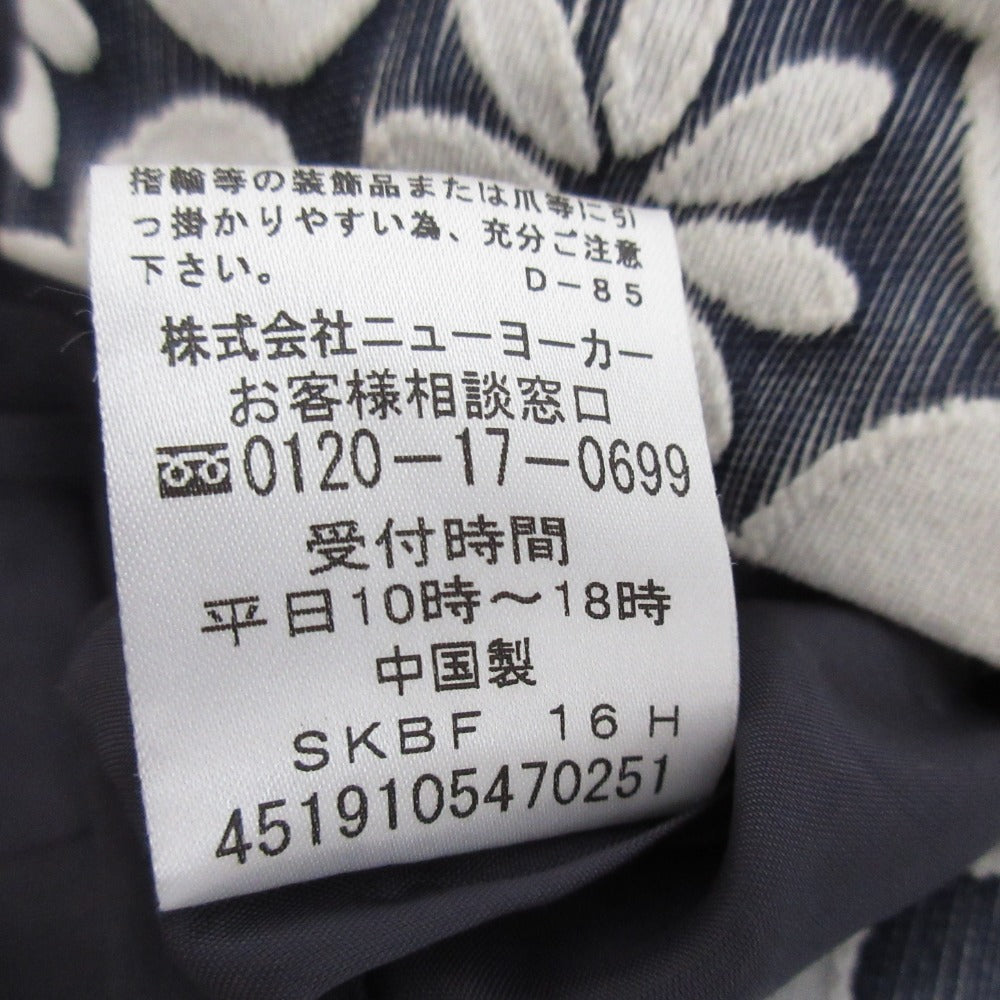 指輪等の装飾品または爪等に引
っ掛かりやすい為、充分ご注意
下さい。 D-85
株式会社ニューヨーカー
お客様相談窓口
0120-17-0699
受付時間
平日10時~18時
中国製
SKBF 16H
4519105470251